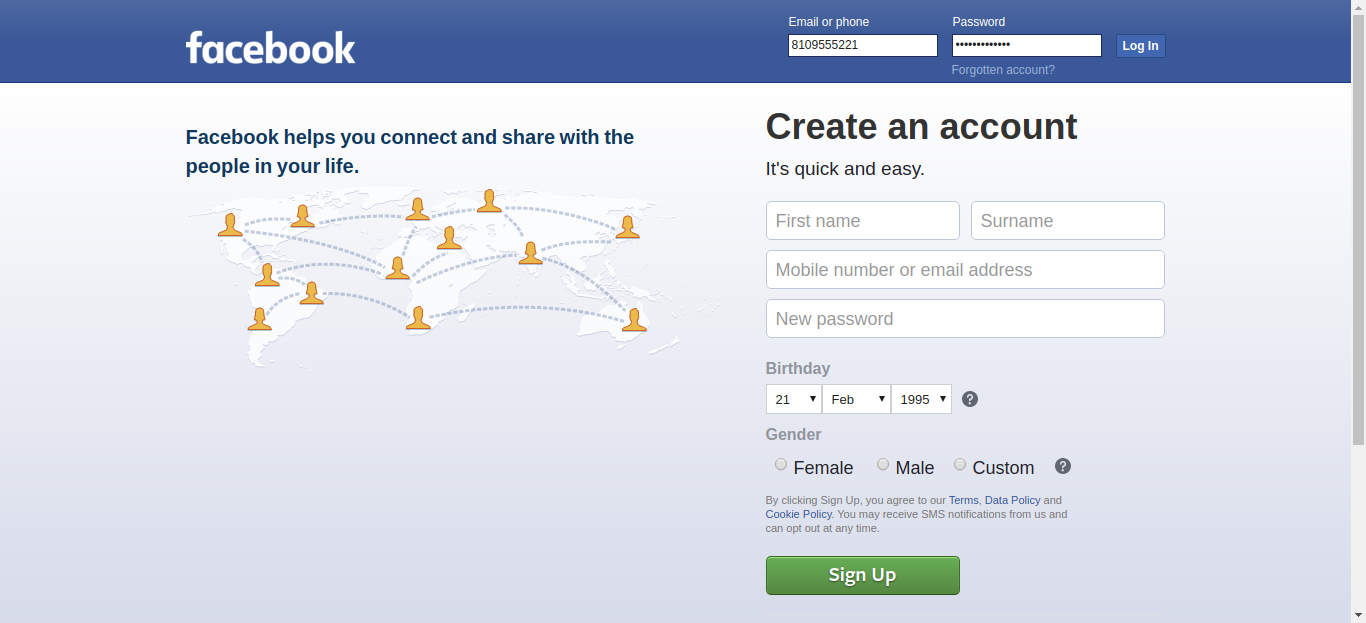 facebook
Email or phone
Password
8109555221
•••••••••••••
Log In
Forgotten account?
Facebook helps you connect and share with the
people in your life.
Create an account
It's quick and easy.
First name
Surname
Mobile number or email address
New password
Birthday
21
Feb
1995
?
Gender
Female
Male
Custom
?
By clicking Sign Up, you agree to our Terms, Data Policy and
Cookie Policy. You may receive SMS notifications from us and
can opt out at any time.
Sign Up